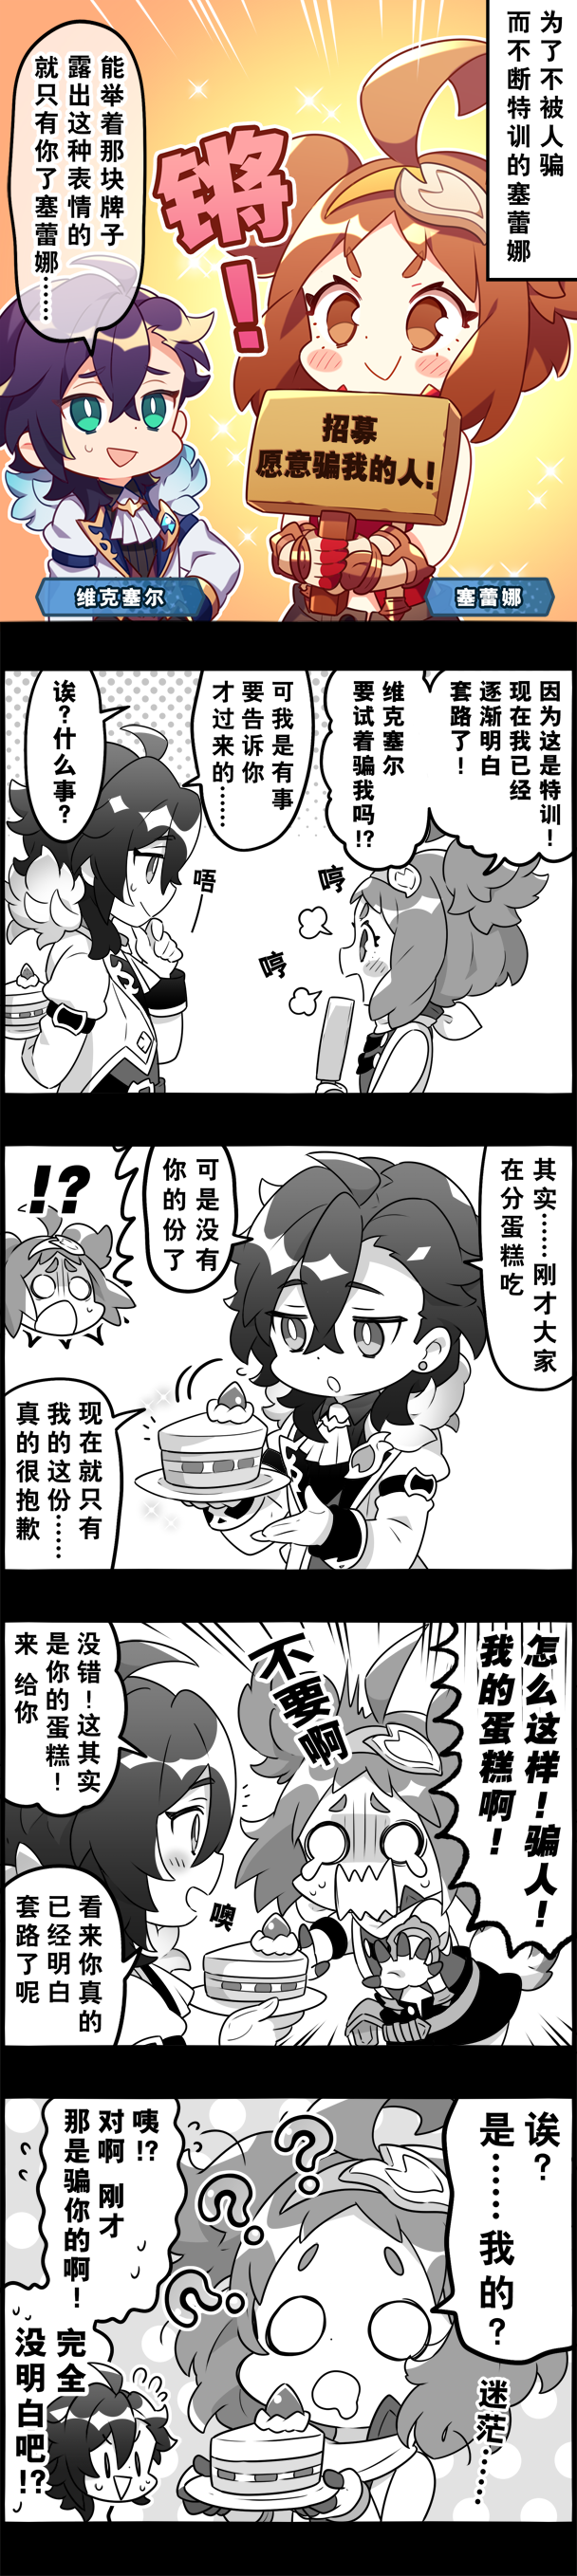 为了不被人骗
而不断特训的塞蕾娜
锵！
能举着那块牌子
露出这种表情的
就只有你了塞蕾娜……
招募
愿意骗我的人!
维克塞尔
塞蕾娜
因为这是特训！
现在我已经
逐渐明白
套路了！
维克塞尔
要试着骗我吗!?
可我是有事
要告诉你
才过来的……
诶？什么事？
哼
哼
唔
其实……刚才大家
在分蛋糕吃
可是没有
你的份了
!?
现在就只有
我的这份……
真的很抱歉
怎么这样！骗人！
我的蛋糕啊！
不要啊
没错！这其实
是你的蛋糕！
来 给你
噢
看来你真的
已经明白
套路了呢
诶？
是……我的？
???
迷茫……
咦!?
对啊 刚才
那是骗你的啊！
完全
没明白吧!?